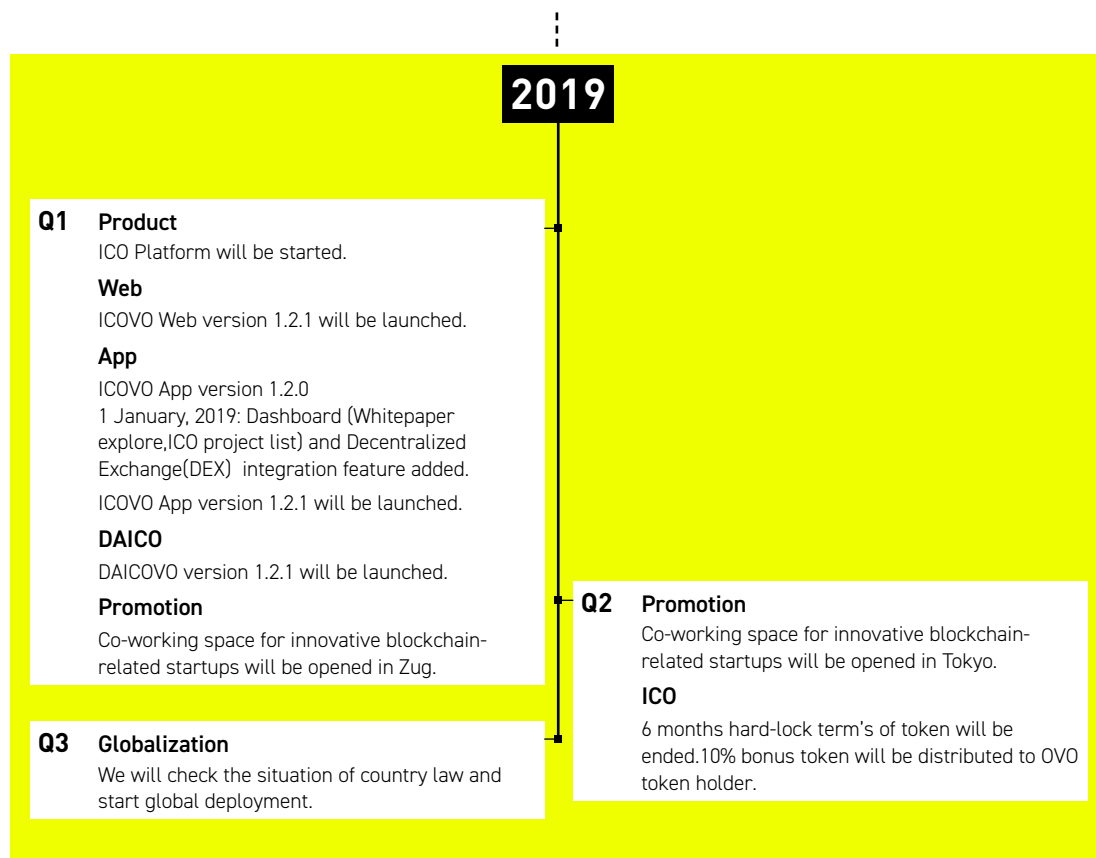 2019
Q1 Product
ICO Platform will be started.
Web
ICOVO Web version 1.2.1 will be launched.
App
ICOVO App version 1.2.0
1 January, 2019: Dashboard (Whitepaper
explore,ICO project list) and Decentralized
Exchange(DEX)  integration feature added.
ICOVO App version 1.2.1 will be launched.
DAICO
DAICOVO version 1.2.1 will be launched.
Promotion
Co-working space for innovative blockchain-
related startups will be opened in Zug.
Q2 Promotion
Co-working space for innovative blockchain-
related startups will be opened in Tokyo.
ICO
6 months hard-lock term's of token will be
ended.10% bonus token will be distributed to OVO
token holder.
Q3 Globalization
We will check the situation of country law and
start global deployment.